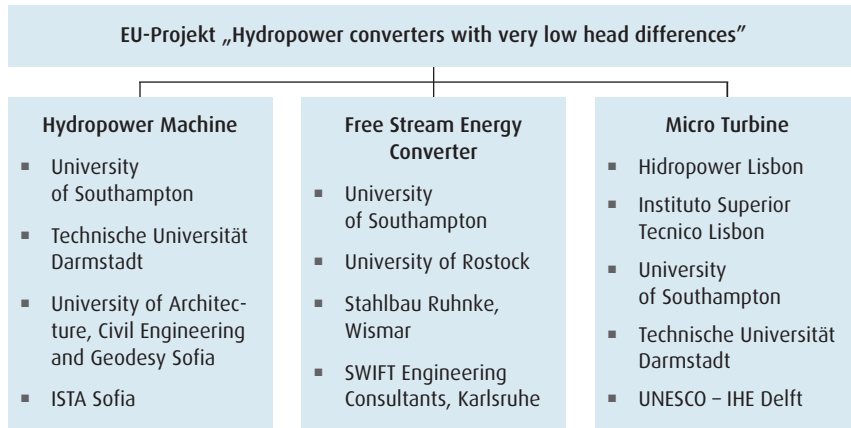 EU-Projekt „Hydropower converters with very low head differences”
Hydropower Machine
▪ University
of Southampton
▪ Technische Universität
Darmstadt
▪ University of Architec-
ture, Civil Engineering
and Geodesy Sofia
▪ ISTA Sofia
Free Stream Energy
Converter
▪ University
of Southampton
▪ University of Rostock
▪ Stahlbau Ruhnke,
Wismar
▪ SWIFT Engineering
Consultants, Karlsruhe
Micro Turbine
▪ Hidropower Lisbon
▪ Instituto Superior
Tecnico Lisbon
▪ University
of Southampton
▪ Technische Universität
Darmstadt
▪ UNESCO – IHE Delft